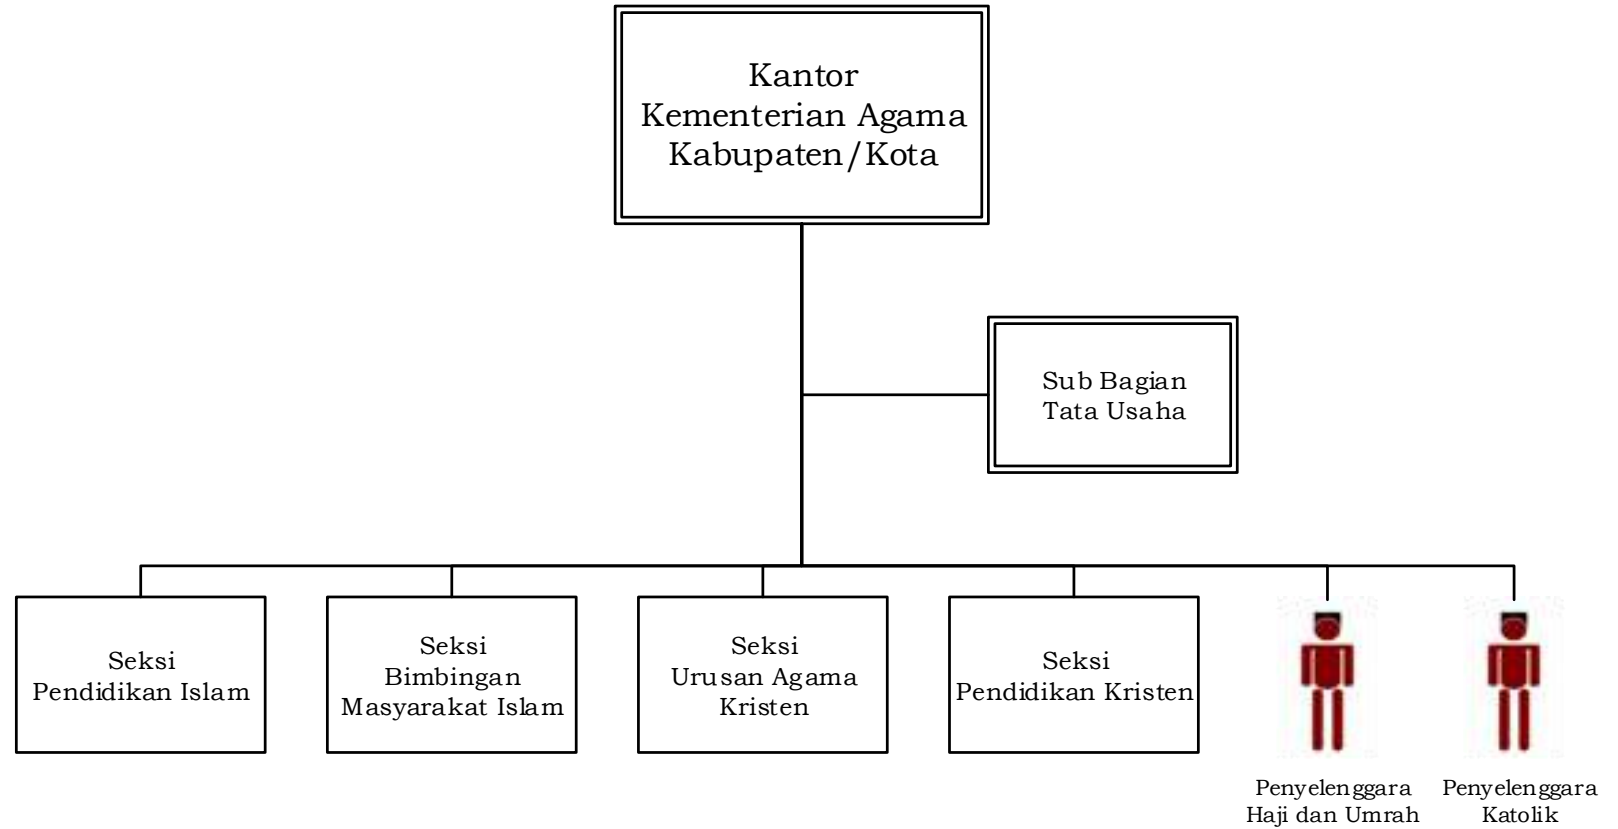 Kantor
Kementerian Agama
Kabupaten/Kota
Sub Bagian
Tata Usaha
Seksi
Pendidikan Islam
Seksi
Bimbingan
Masyarakat Islam
Seksi
Urusan Agama
Kristen
Seksi
Pendidikan Kristen
Penyelenggara
Haji dan Umrah
Penyelenggara
Katolik